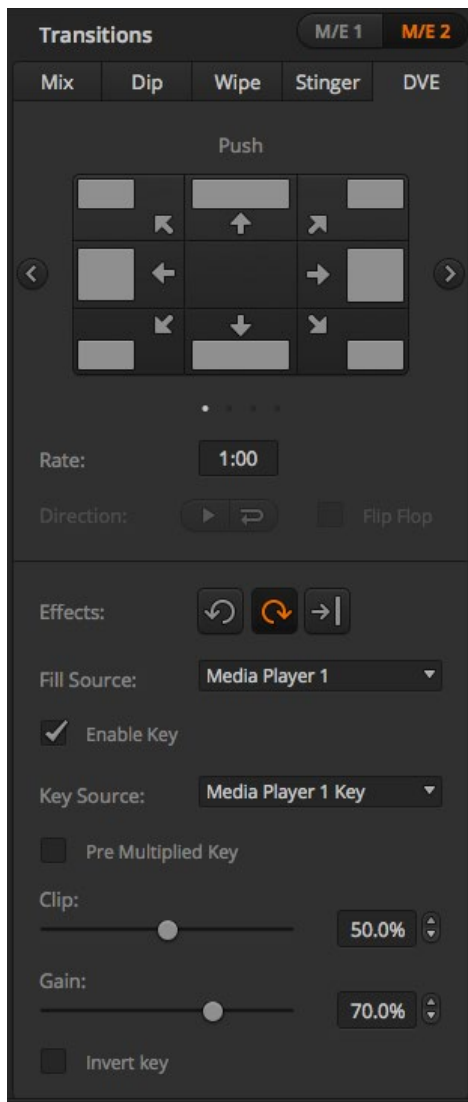 Transitions M/E 1 M/E 2
Mix Dip Wipe Stinger DVE
Push
Rate: 1:00
Direction: Flip Flop
Effects:
Fill Source: Media Player 1
Enable Key
Key Source: Media Player 1 Key
Pre Multiplied Key
Clip:
50.0%
Gain:
70.0%
Invert key